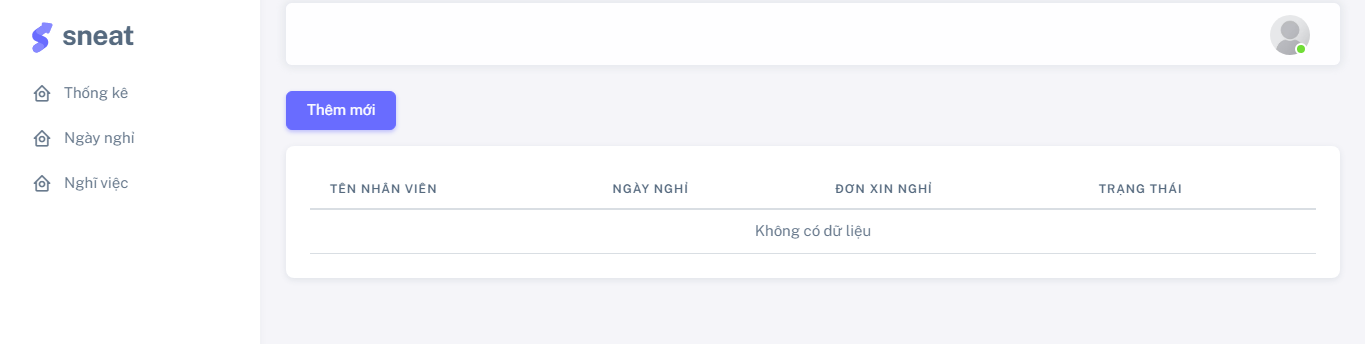 sneat
Thống kê
Ngày nghỉ
Nghĩ việc
Thêm mới
TÊN NHÂN VIÊN NGÀY NGHỈ ĐƠN XIN NGHỈ TRẠNG THÁI
Không có dữ liệu